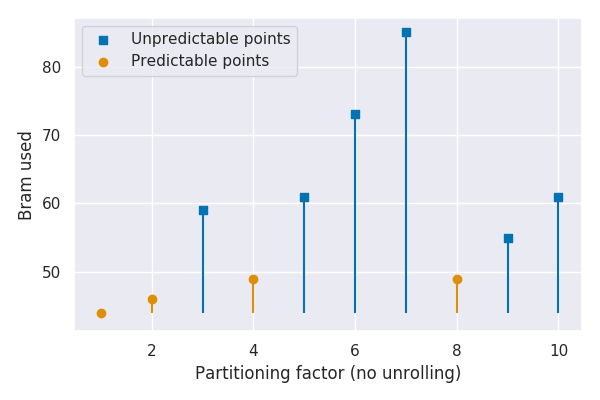 Unpredictable points
Predictable points
80
70
60
50
Bram used
2
4
6
8
10
Partitioning factor (no unrolling)